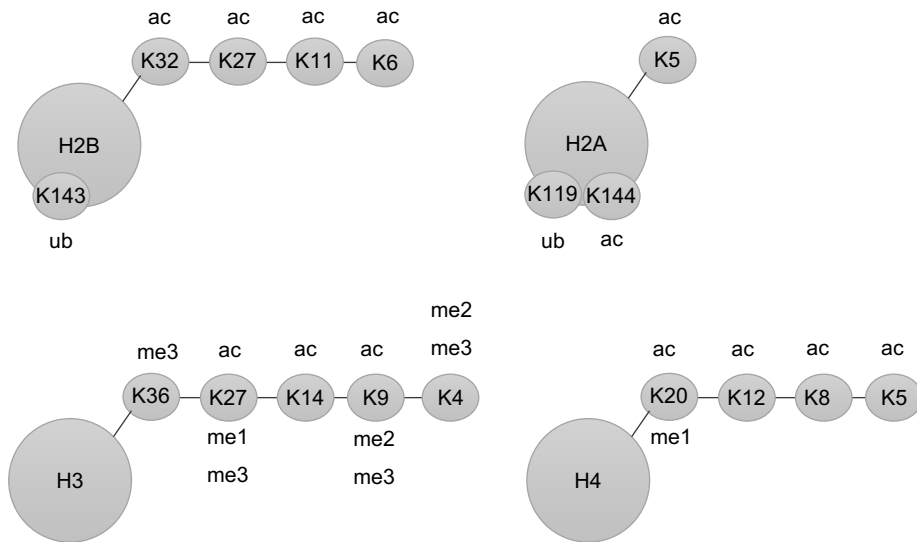 ac ac ac ac
K32 K27 K11 K6
H2B
K143
ub
ac
K5
H2A
K119 K144
ub ac
me2
me3 ac ac ac me3
K36 K27 K14 K9 K4
me1 me2
me3 me3
H3
ac ac ac ac
K20 K12 K8 K5
me1
H4